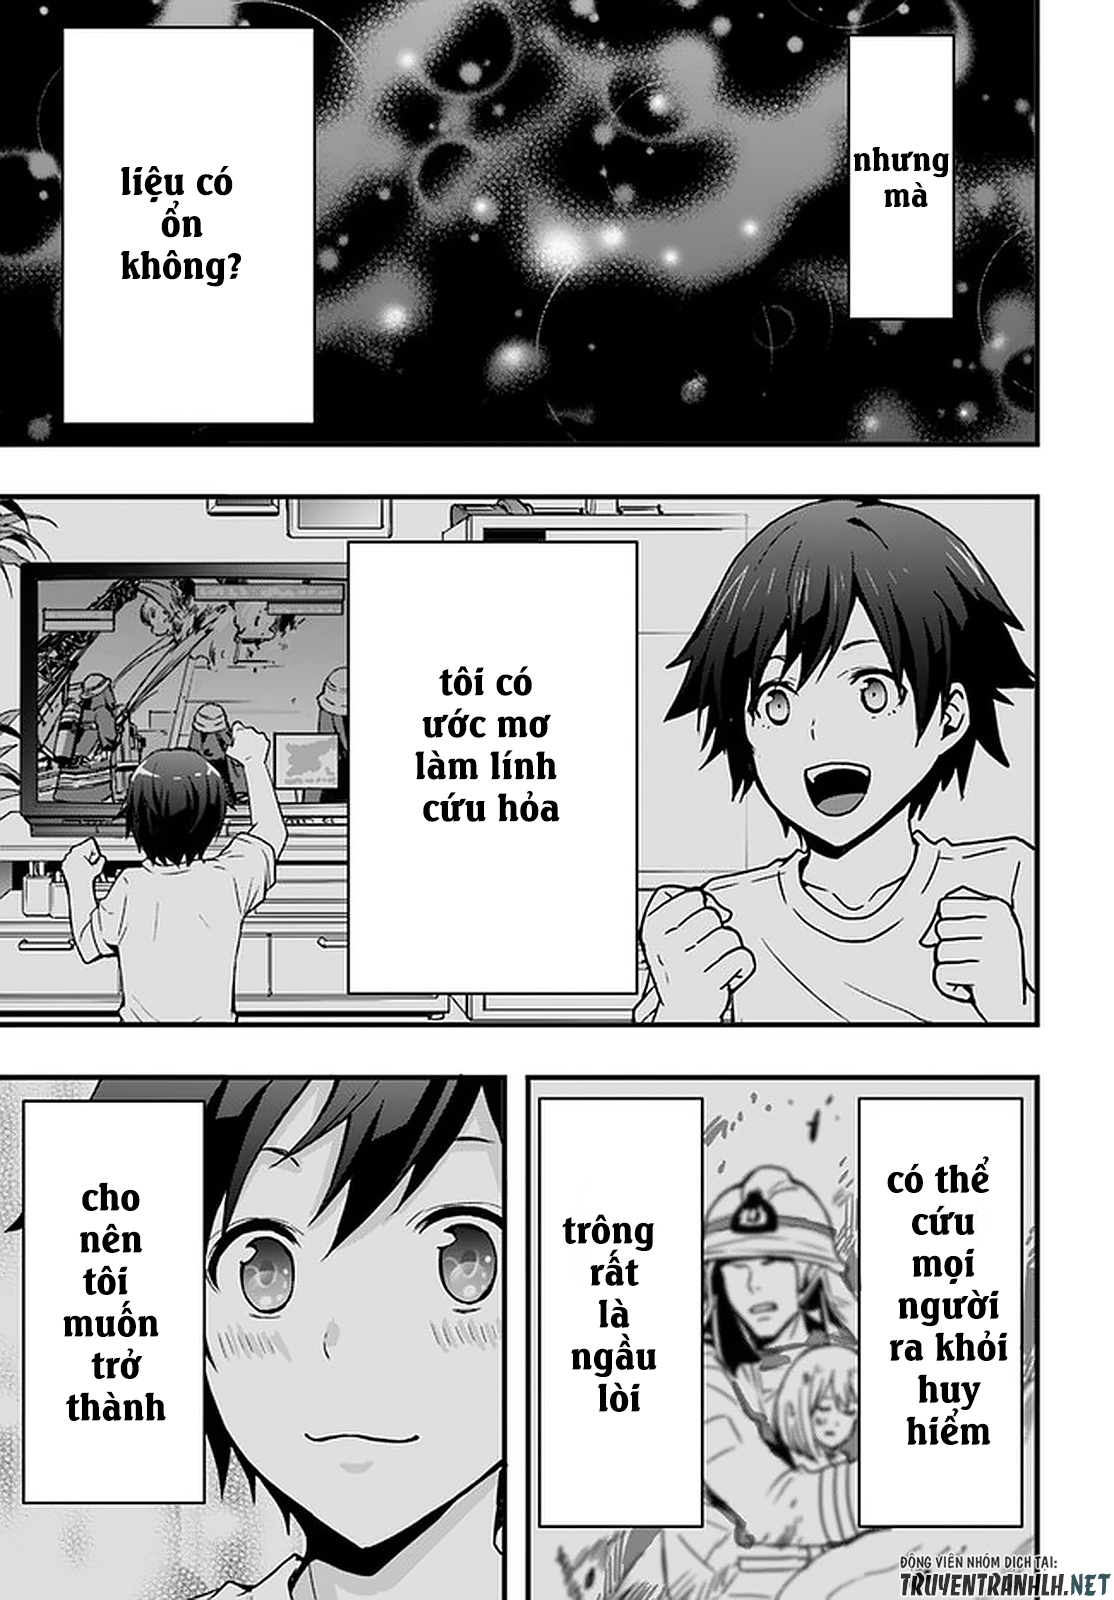 nhưng
mà
liệu có
ổn
không?
tôi có
ước mơ
làm lính
cứu hỏa
có thể
cứu
mọi
người
ra khỏi
huy
hiểm
trông
rất
là
ngầu
lòi
cho
nên
tôi
muốn
trở
thành
ĐỘNG VIÊN NHÓM DỊCH TẠI:
TRUYENTRANHLH.NET